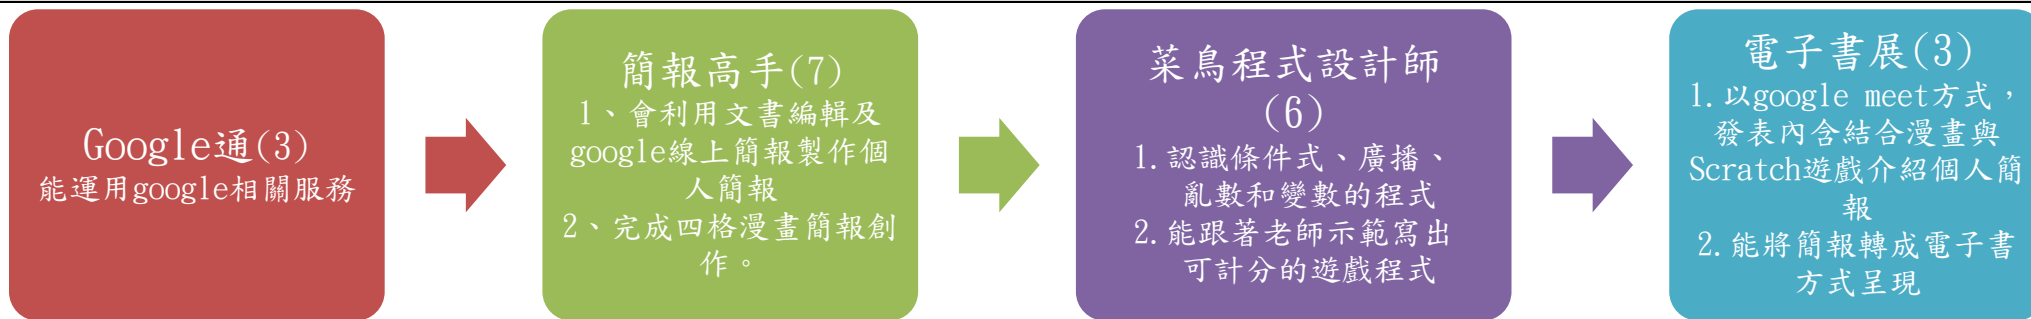 Google通(3)
能運用google相關服務
簡報高手(7)
1、會利用文書編輯及
google線上簡報製作個
人簡報
2、完成四格漫畫簡報創
作。
菜鳥程式設計師
(6)
1.認識條件式、廣播、
亂數和變數的程式
2.能跟著老師示範寫出
可計分的遊戲程式
電子書展(3)
1.以google meet方式，
發表內含結合漫畫與
Scratch遊戲介紹個人簡
報
2.能將簡報轉成電子書
方式呈現